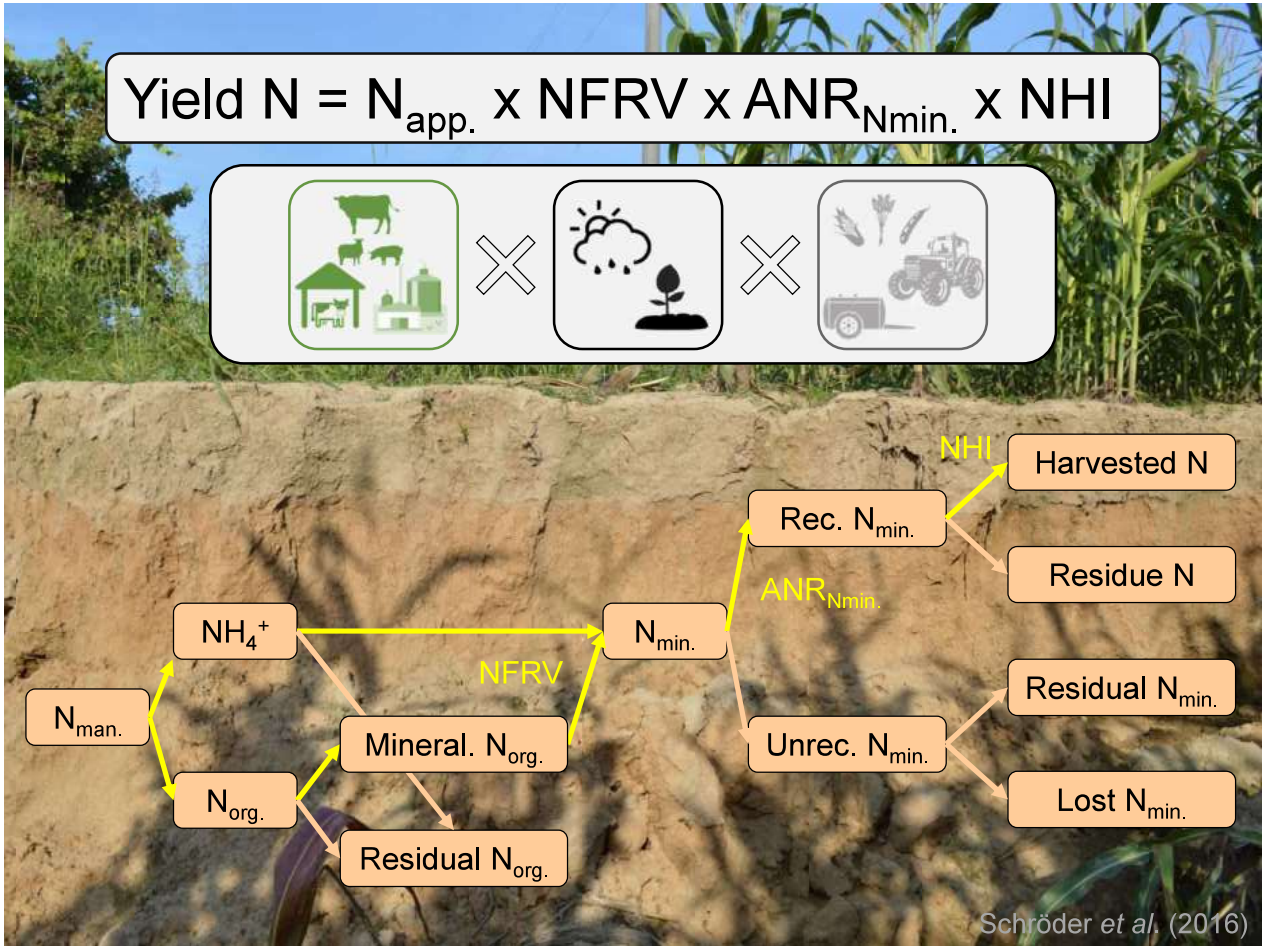 Yield N = Napp. x NFRV x ANRNmin. x NHI
NHI
Harvested N
Rec. Nmin.
Residue N
ANRNmin.
NH4+
Nmin.
NFRV
Residual Nmin.
Nman.
Mineral. Norg.
Unrec. Nmin.
Norg.
Lost Nmin.
Residual Norg.
Schröder et al. (2016)